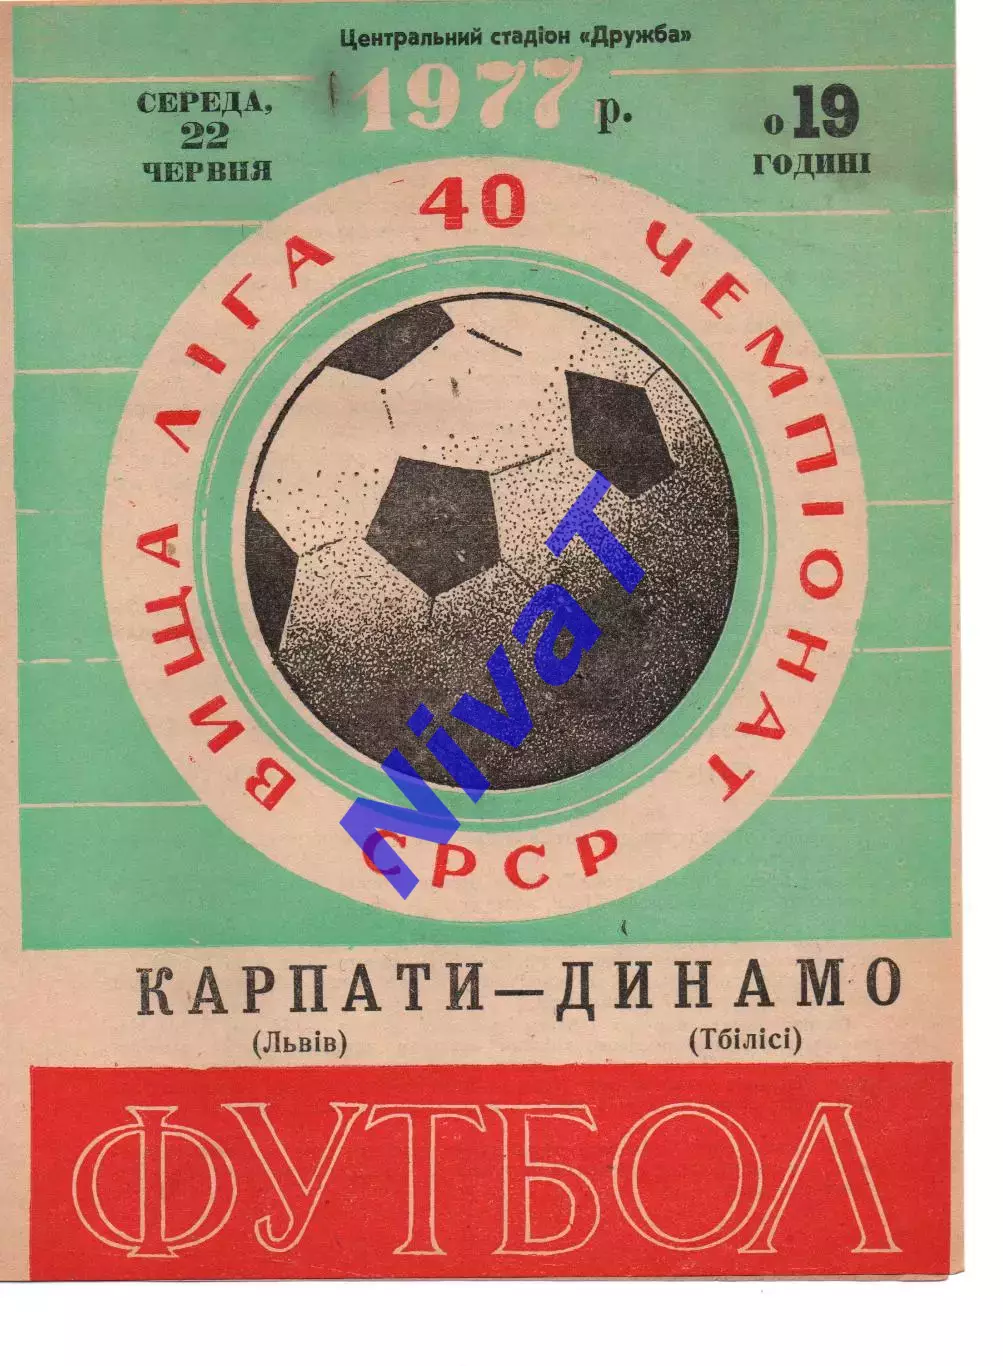 Центральний стадіон «Дружба»
СЕРЕДА,
22
ЧЕРВНЯ
1977 р.
о 19
ГОДИНІ
40 ЧЕМПІОНАТ
СРСР
ВИЩА ЛІГА
NivaT
КАРПАТИ—ДИНАМО
(Львів) (Тбілісі)
ФУТБОЛ